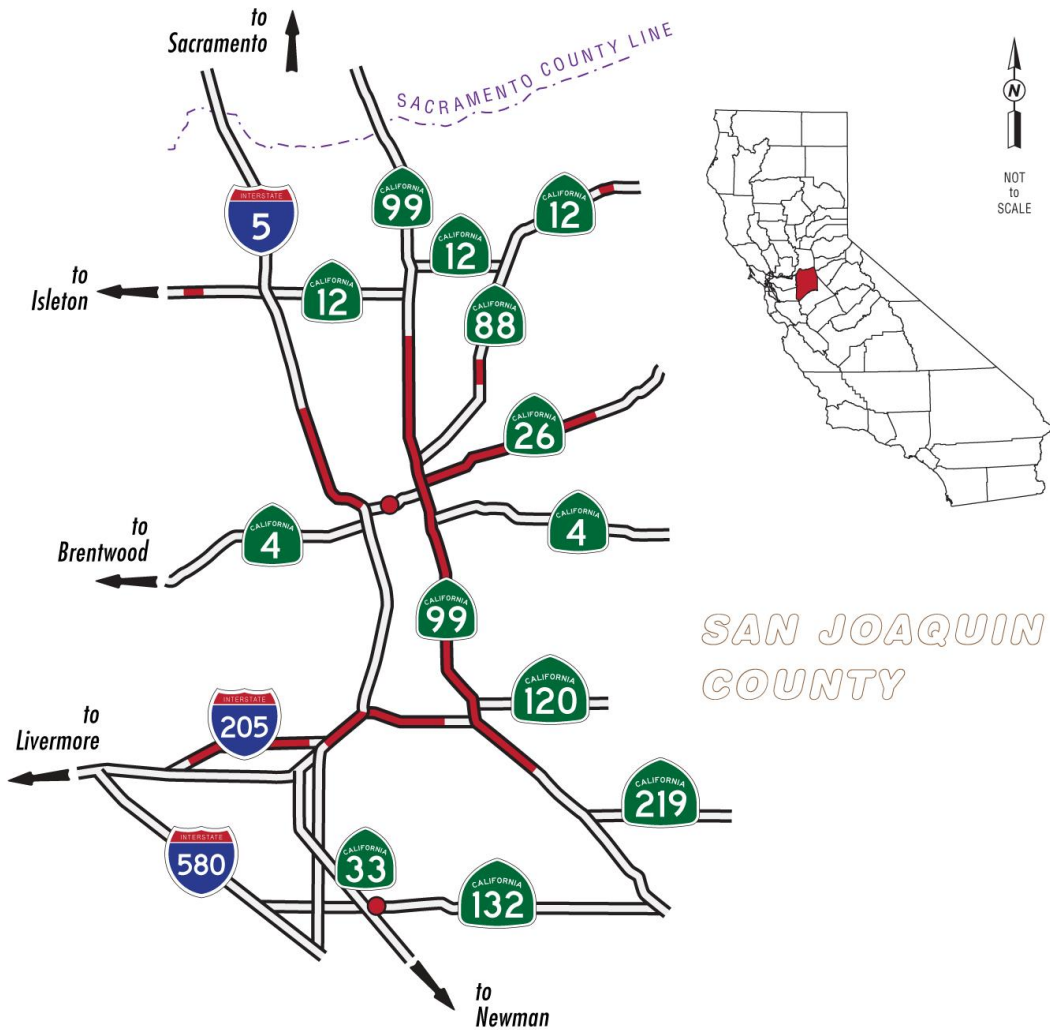 to
Sacramento
SACRAMENTO COUNTY LINE
N
NOT
to
SCALE
INTERSTATE
5
CALIFORNIA
99
CALIFORNIA
12
CALIFORNIA
12
to
Isleton
CALIFORNIA
12
CALIFORNIA
88
CALIFORNIA
26
to
Brentwood
CALIFORNIA
4
CALIFORNIA
4
CALIFORNIA
99
SAN JOAQUIN
COUNTY
CALIFORNIA
120
to
Livermore
INTERSTATE
205
CALIFORNIA
219
INTERSTATE
580
CALIFORNIA
33
CALIFORNIA
132
to
Newman